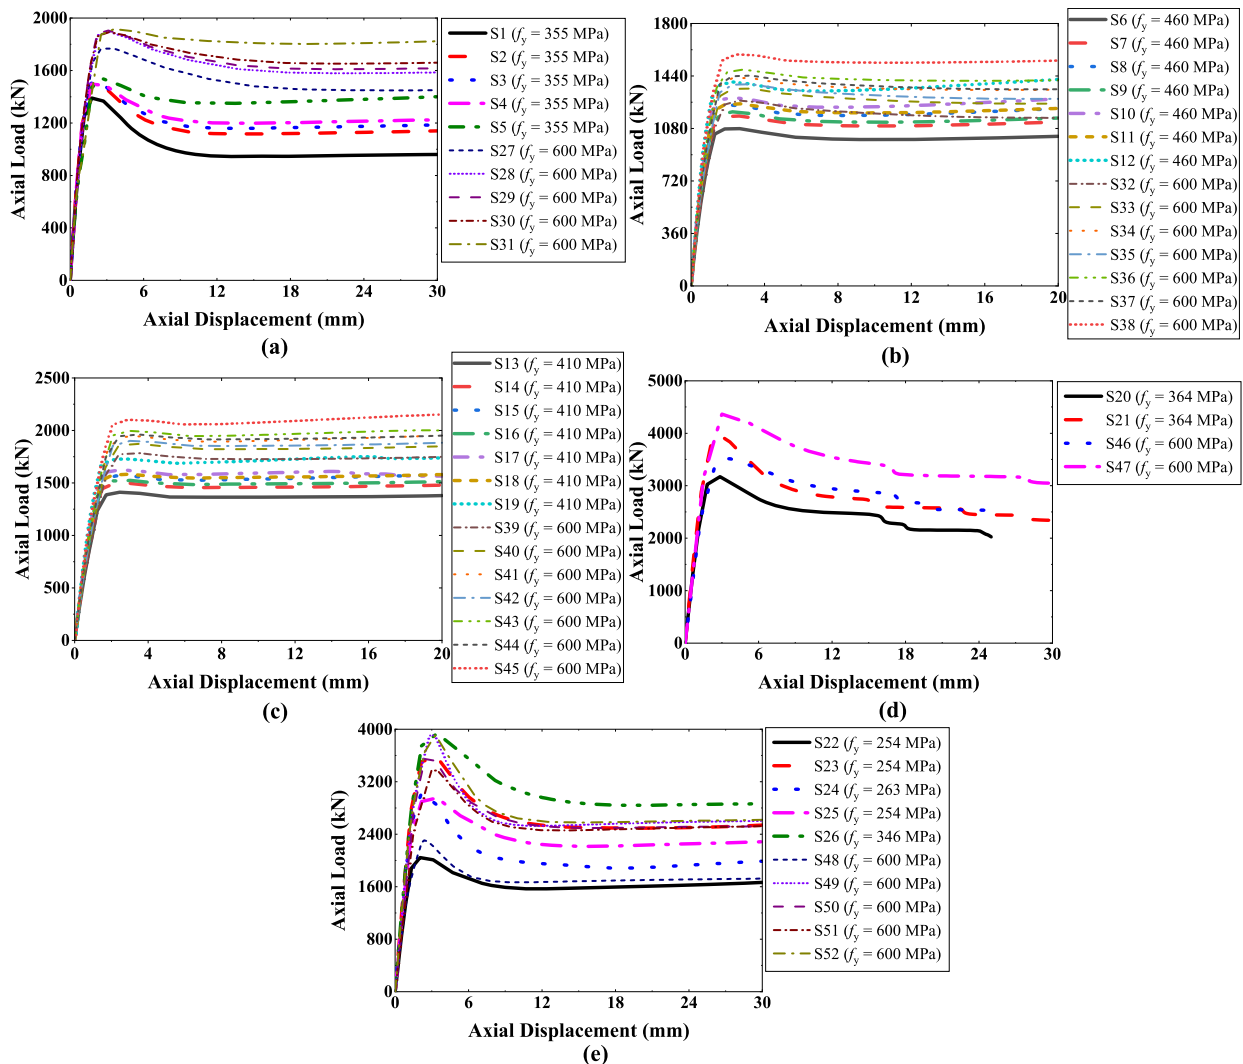 2000
1600
1200
800
400
0
0 6 12 18 24 30
Axial Load (kN)
Axial Displacement (mm)
(a)
S1 (fy = 355 MPa)
S2 (fy = 355 MPa)
S3 (fy = 355 MPa)
S4 (fy = 355 MPa)
S5 (fy = 355 MPa)
S27 (fy = 600 MPa)
S28 (fy = 600 MPa)
S29 (fy = 600 MPa)
S30 (fy = 600 MPa)
S31 (fy = 600 MPa)
1800
1440
1080
720
360
0
0 4 8 12 16 20
Axial Load (kN)
Axial Displacement (mm)
(b)
S6 (fy = 460 MPa)
S7 (fy = 460 MPa)
S8 (fy = 460 MPa)
S9 (fy = 460 MPa)
S10 (fy = 460 MPa)
S11 (fy = 460 MPa)
S12 (fy = 460 MPa)
S32 (fy = 600 MPa)
S33 (fy = 600 MPa)
S34 (fy = 600 MPa)
S35 (fy = 600 MPa)
S36 (fy = 600 MPa)
S37 (fy = 600 MPa)
S38 (fy = 600 MPa)
2500
2000
1500
1000
500
0
0 4 8 12 16 20
Axial Load (kN)
Axial Displacement (mm)
(c)
S13 (fy = 410 MPa)
S14 (fy = 410 MPa)
S15 (fy = 410 MPa)
S16 (fy = 410 MPa)
S17 (fy = 410 MPa)
S18 (fy = 410 MPa)
S19 (fy = 410 MPa)
S39 (fy = 600 MPa)
S40 (fy = 600 MPa)
S41 (fy = 600 MPa)
S42 (fy = 600 MPa)
S43 (fy = 600 MPa)
S44 (fy = 600 MPa)
S45 (fy = 600 MPa)
5000
4000
3000
2000
1000
0
0 6 12 18 24 30
Axial Load (kN)
Axial Displacement (mm)
(d)
S20 (fy = 364 MPa)
S21 (fy = 364 MPa)
S46 (fy = 600 MPa)
S47 (fy = 600 MPa)
4000
3200
2400
1600
800
0
0 6 12 18 24 30
Axial Load (kN)
Axial Displacement (mm)
(e)
S22 (fy = 254 MPa)
S23 (fy = 254 MPa)
S24 (fy = 263 MPa)
S25 (fy = 254 MPa)
S26 (fy = 346 MPa)
S48 (fy = 600 MPa)
S49 (fy = 600 MPa)
S50 (fy = 600 MPa)
S51 (fy = 600 MPa)
S52 (fy = 600 MPa)